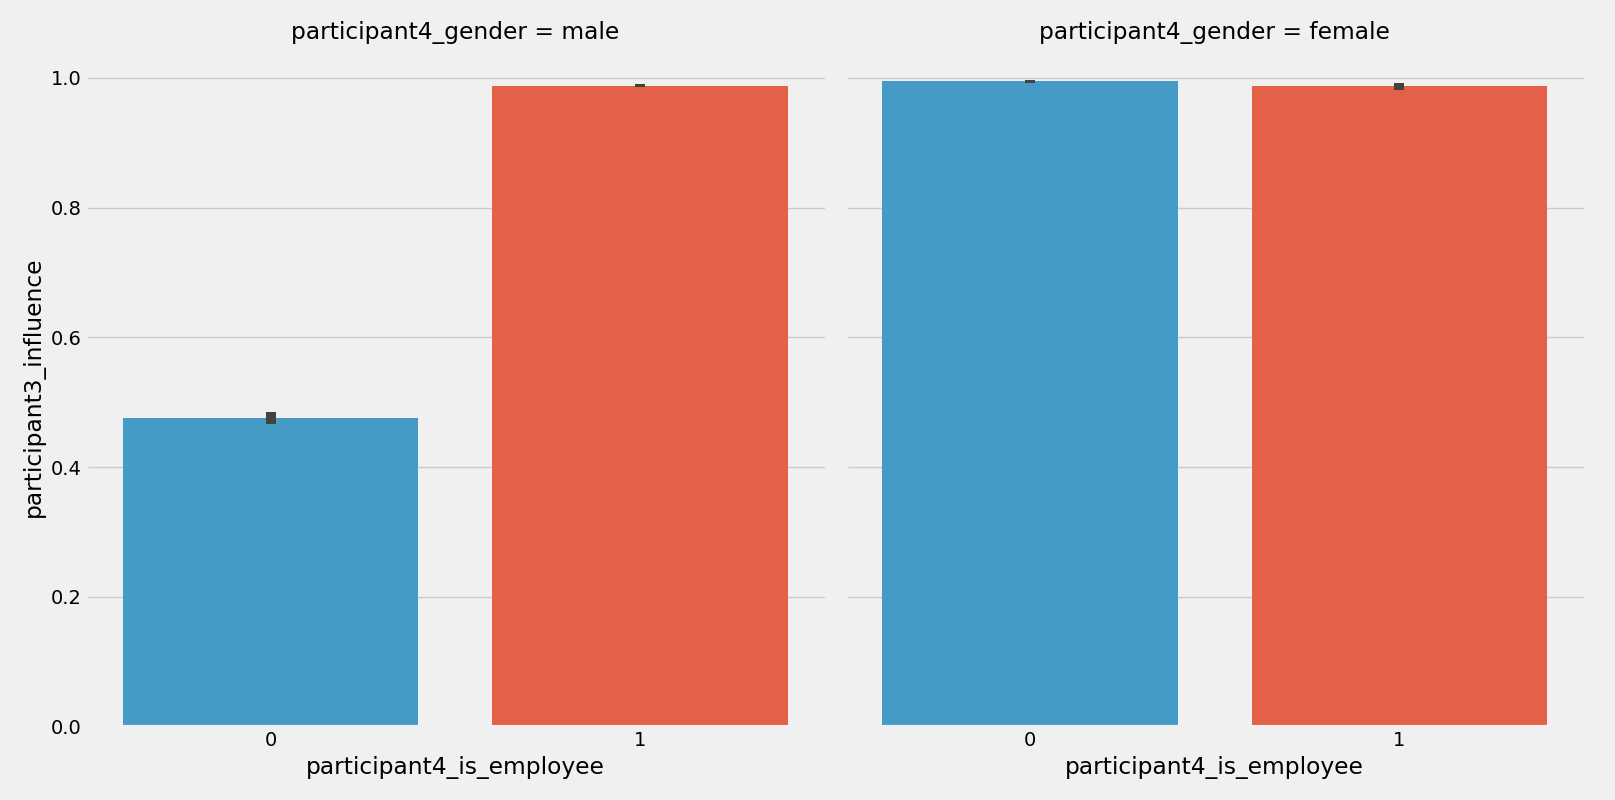 participant4_gender = male
participant4_gender = female
participant3_influence
1.0
0.8
0.6
0.4
0.2
0.0
0 1
0 1
participant4_is_employee
participant4_is_employee